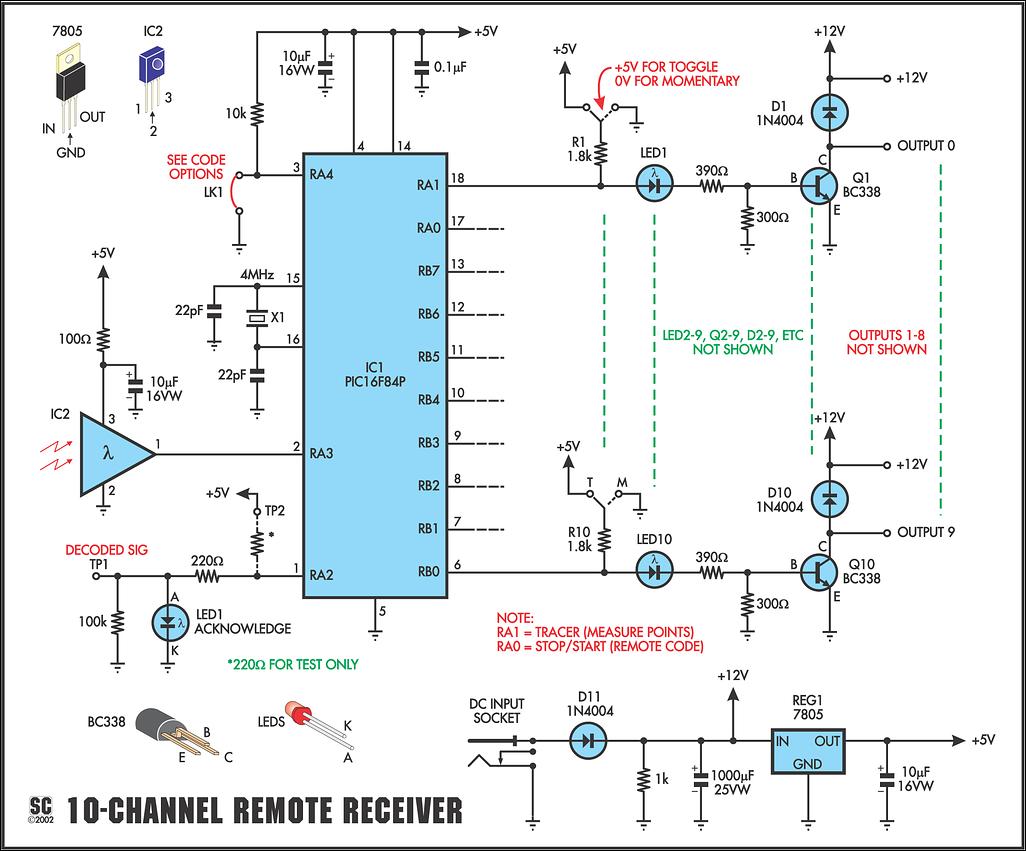 7805
IC2
IN
OUT
GND
1
2
3
10µF
16VW
+
−
0.1µF
+5V
10k
SEE CODE
OPTIONS
LK1
3
4
14
RA4
+5V
+5V FOR TOGGLE
0V FOR MOMENTARY
R1
1.8k
LED1
λ
390Ω
300Ω
+12V
+12V
D1
1N4004
OUTPUT 0
C
B
E
Q1
BC338
RA1
18
RA0
17
RB7
13
RB6
12
RB5
11
RB4
10
RB3
9
RB2
8
RB1
7
RB0
6
4MHz
15
22pF
X1
16
22pF
IC1
PIC16F84P
+5V
100Ω
10µF
16VW
+
−
IC2
λ
3
1
2
2
RA3
LED2-9, Q2-9, D2-9, ETC
NOT SHOWN
OUTPUTS 1-8
NOT SHOWN
+5V
TP2
*
DECODED SIG
TP1
220Ω
1
RA2
5
100k
A
λ
K
LED1
ACKNOWLEDGE
*220Ω FOR TEST ONLY
+5V
T
M
R10
1.8k
LED10
λ
390Ω
300Ω
+12V
+12V
D10
1N4004
OUTPUT 9
C
B
E
Q10
BC338
NOTE:
RA1 = TRACER (MEASURE POINTS)
RA0 = STOP/START (REMOTE CODE)
BC338
B
E
C
LEDS
K
A
DC INPUT
SOCKET
D11
1N4004
+12V
REG1
7805
IN
OUT
GND
+5V
1k
+
−
1000µF
25VW
+
−
10µF
16VW
SC
©2002
10-CHANNEL REMOTE RECEIVER